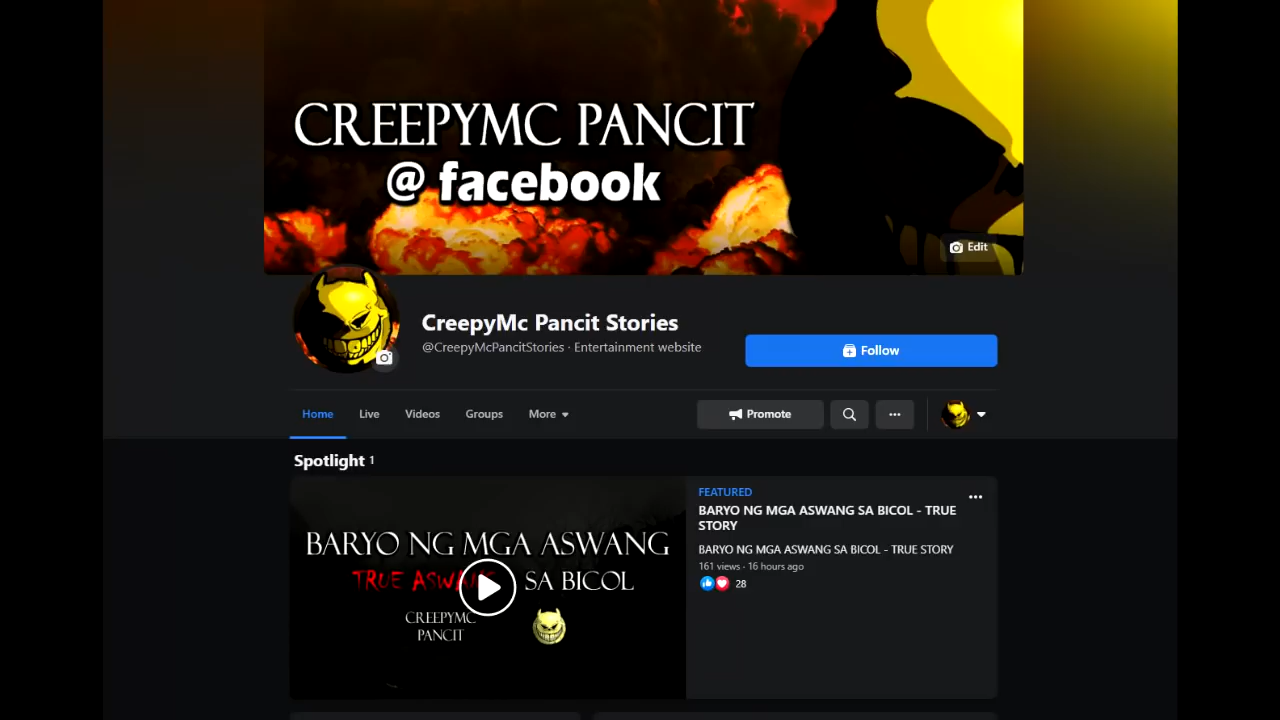 CREEPYMC PANCIT
@ facebook
Edit
CreepyMc Pancit Stories
@CreepyMcPancitStories · Entertainment website
Follow
Home Live Videos Groups More
Promote
Spotlight 1
BARYO NG MGA ASWANG
TRUE ASWANG SA BICOL
CREEPYMC
PANCIT
FEATURED
BARYO NG MGA ASWANG SA BICOL - TRUE
STORY
BARYO NG MGA ASWANG SA BICOL - TRUE STORY
161 views · 16 hours ago
28